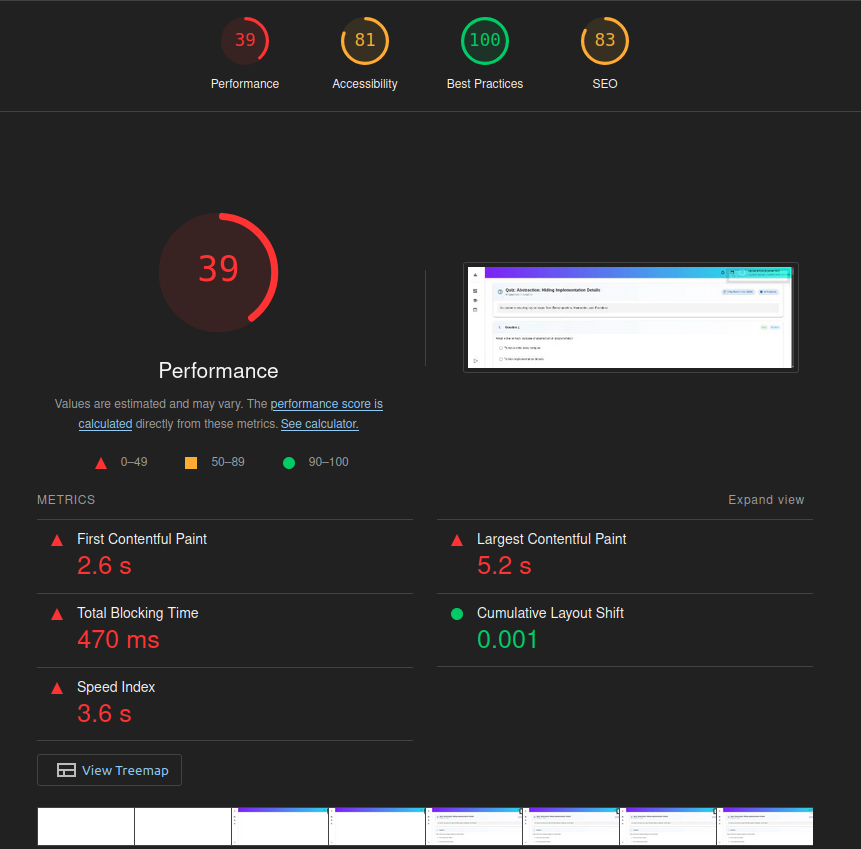 39
81
100
83
Performance
Accessibility
Best Practices
SEO
39
Performance
Values are estimated and may vary. The performance score is
calculated directly from these metrics. See calculator.
0–49
50–89
90–100
Quiz: Abstraction, Hiding Implementation Details
METRICS
Expand view
First Contentful Paint
2.6 s
Largest Contentful Paint
5.2 s
Total Blocking Time
470 ms
Cumulative Layout Shift
0.001
Speed Index
3.6 s
View Treemap